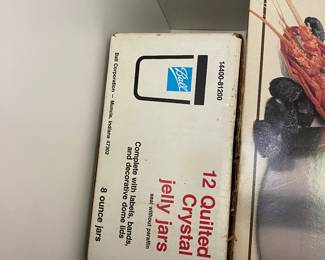 14400-81200
Ball
Ball Corporation — Muncie, Indiana 47302
12 Quilted
Crystal
jelly jars
seal without paraffin
Complete with labels, bands,
and decorative dome lids
8 ounce jars